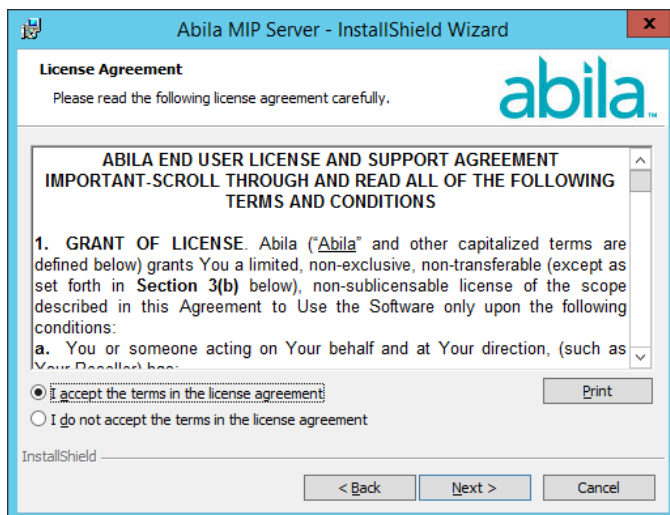 Abila MIP Server - InstallShield Wizard
x
License Agreement
Please read the following license agreement carefully.
abila
ABILA END USER LICENSE AND SUPPORT AGREEMENT
IMPORTANT-SCROLL THROUGH AND READ ALL OF THE FOLLOWING
TERMS AND CONDITIONS
1. GRANT OF LICENSE. Abila (“Abila” and other capitalized terms are
defined below) grants You a limited, non-exclusive, non-transferable (except as
set forth in Section 3(b) below), non-sublicensable license of the scope
described in this Agreement to Use the Software only upon the following
conditions:
a. You or someone acting on Your behalf and at Your direction, (such as
Your Reseller) has:
I accept the terms in the license agreement
Print
I do not accept the terms in the license agreement
InstallShield
< Back
Next >
Cancel